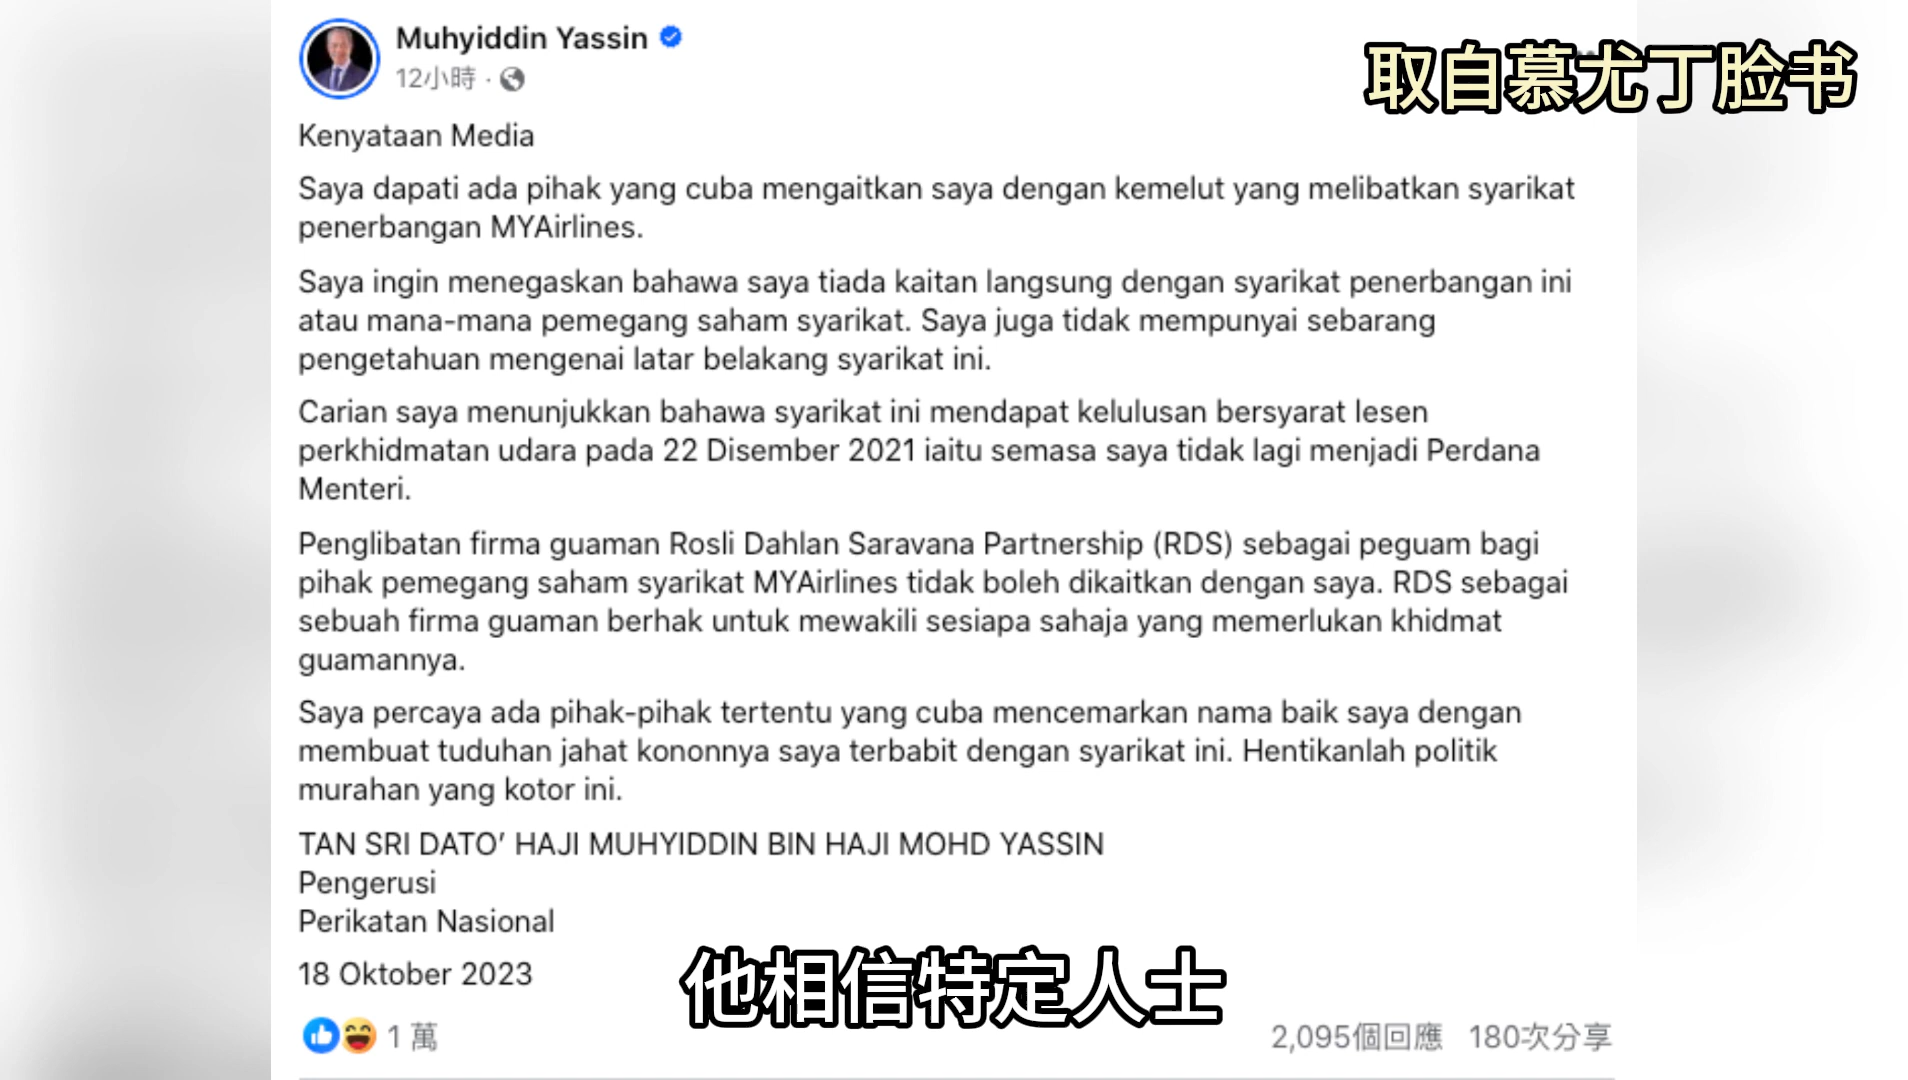 Muhyiddin Yassin
12小時 ·
取自慕尤丁脸书
Kenyataan Media
Saya dapati ada pihak yang cuba mengaitkan saya dengan kemelut yang melibatkan syarikat
penerbangan MYAirlines.
Saya ingin menegaskan bahawa saya tiada kaitan langsung dengan syarikat penerbangan ini
atau mana-mana pemegang saham syarikat. Saya juga tidak mempunyai sebarang
pengetahuan mengenai latar belakang syarikat ini.
Carian saya menunjukkan bahawa syarikat ini mendapat kelulusan bersyarat lesen
perkhidmatan udara pada 22 Disember 2021 iaitu semasa saya tidak lagi menjadi Perdana
Menteri.
Penglibatan firma guaman Rosli Dahlan Saravana Partnership (RDS) sebagai peguam bagi
pihak pemegang saham syarikat MYAirlines tidak boleh dikaitkan dengan saya. RDS sebagai
sebuah firma guaman berhak untuk mewakili sesiapa sahaja yang memerlukan khidmat
guamannya.
Saya percaya ada pihak-pihak tertentu yang cuba mencemarkan nama baik saya dengan
membuat tuduhan jahat kononnya saya terbabit dengan syarikat ini. Hentikanlah politik
murahan yang kotor ini.
TAN SRI DATO’ HAJI MUHYIDDIN BIN HAJI MOHD YASSIN
Pengerusi
Perikatan Nasional
18 Oktober 2023
他相信特定人士
1 萬
2,095個回應 180次分享